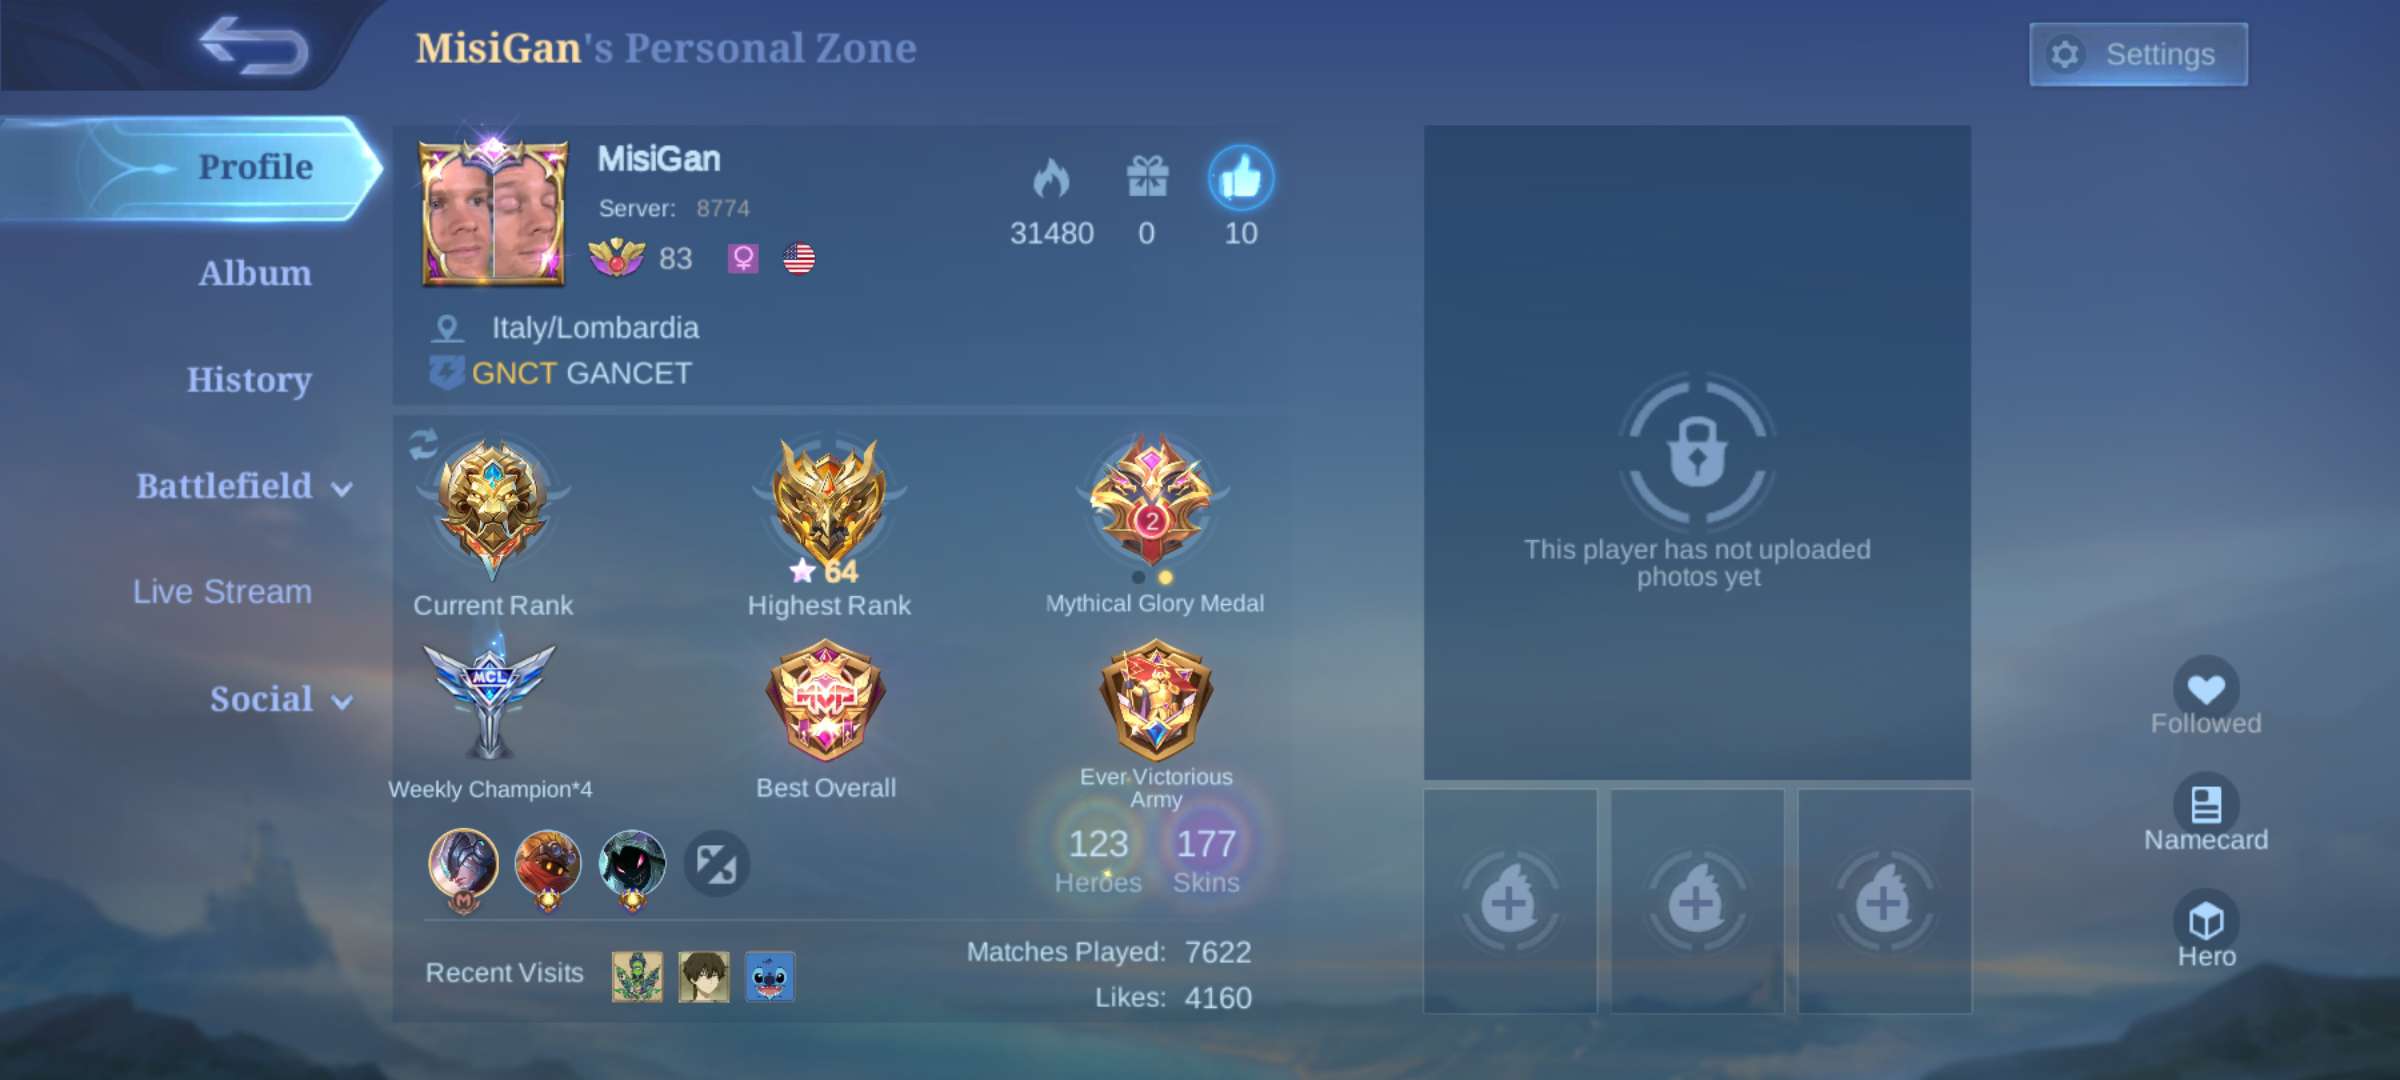 MisiGan's Personal Zone
Settings
Profile
Album
History
Battlefield
Live Stream
Social
MisiGan
Server: 8774
83
31480
0
10
Italy/Lombardia
GNCT GANCET
Current Rank
64
Highest Rank
2
Mythical Glory Medal
MCL
Weekly Champion*4
MVP
Best Overall
Ever Victorious
Army
M
123
Heroes
177
Skins
Recent Visits
Matches Played: 7622
Likes: 4160
This player has not uploaded
photos yet
Followed
Namecard
Hero